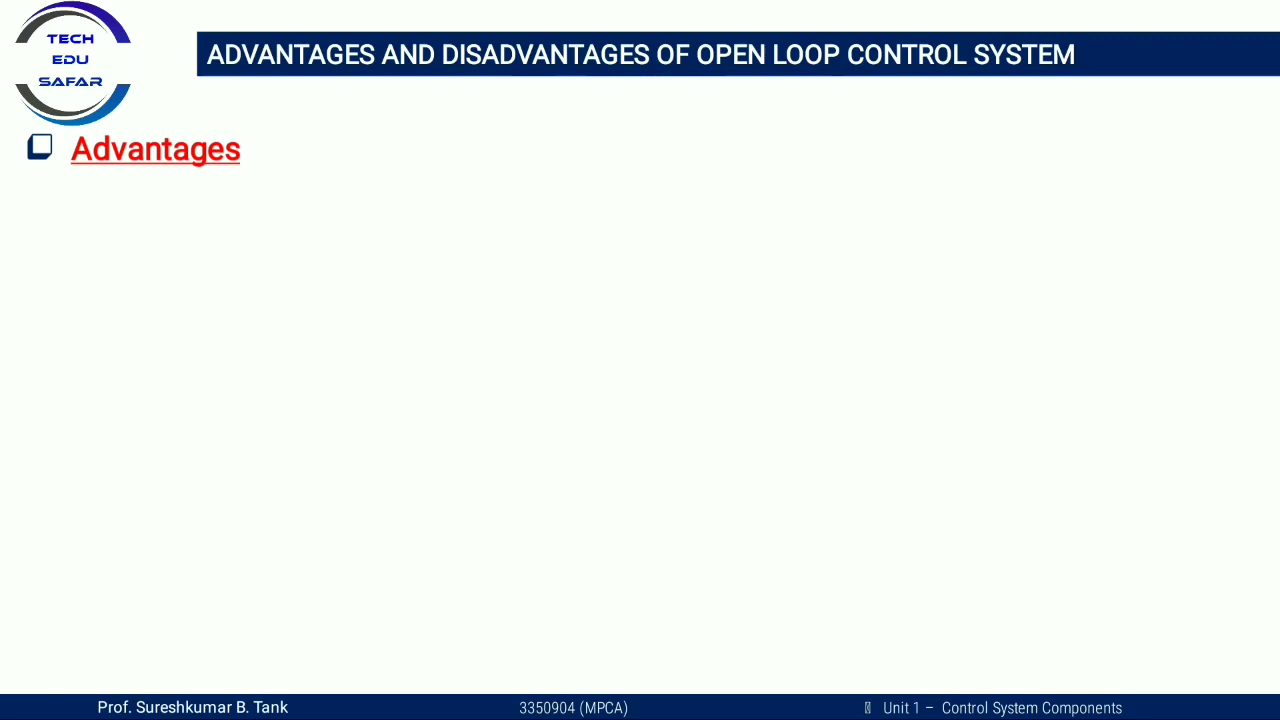 TECH
EDU
SAFAR
ADVANTAGES AND DISADVANTAGES OF OPEN LOOP CONTROL SYSTEM
Advantages
Prof. Sureshkumar B. Tank
3350904 (MPCA)
Unit 1 – Control System Components